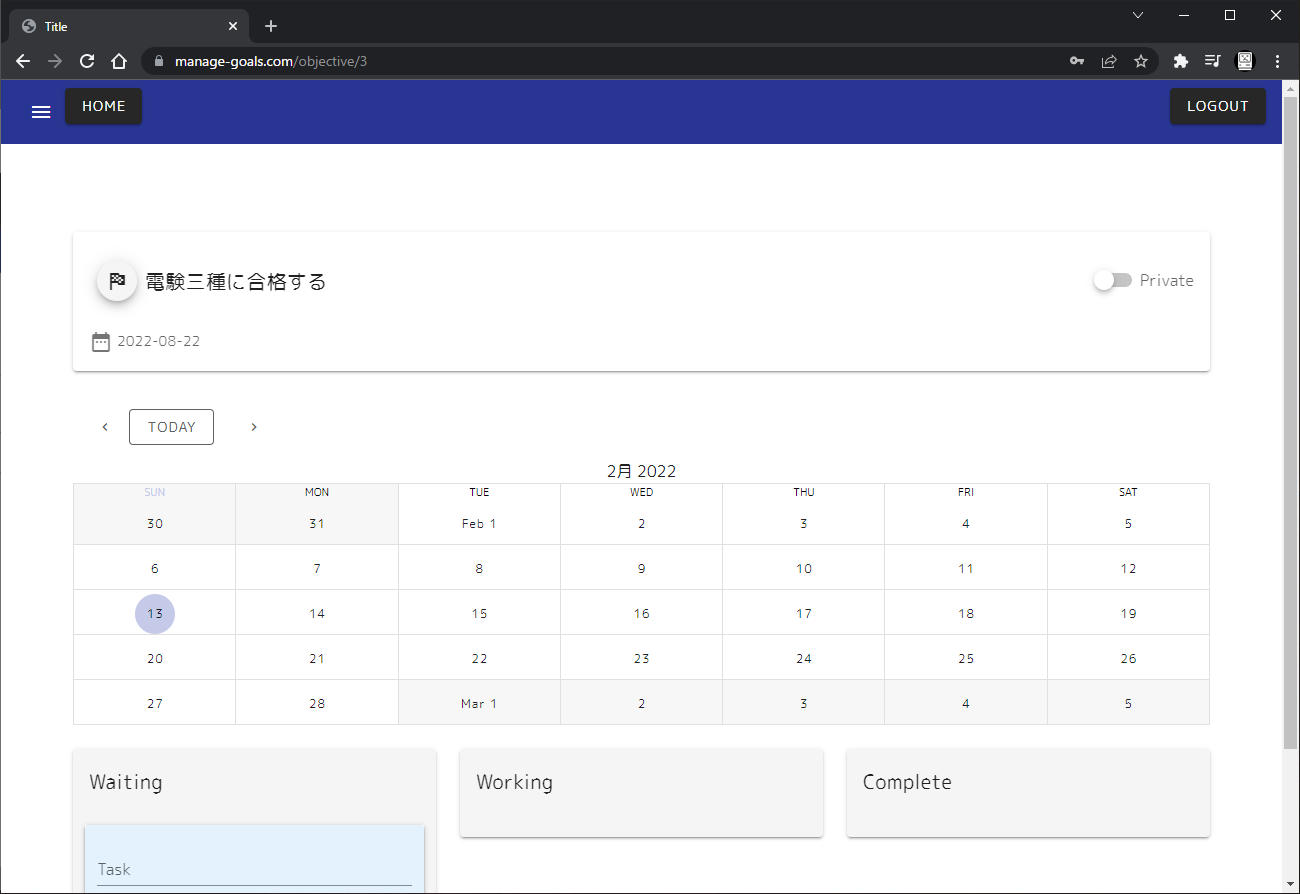 Title
manage-goals.com/objective/3
HOME
LOGOUT
電験三種に合格する
Private
2022-08-22
TODAY
2月 2022
SUN MON TUE WED THU FRI SAT
30 31 Feb 1 2 3 4 5
6 7 8 9 10 11 12
13 14 15 16 17 18 19
20 21 22 23 24 25 26
27 28 Mar 1 2 3 4 5
Waiting
Working
Complete
Task